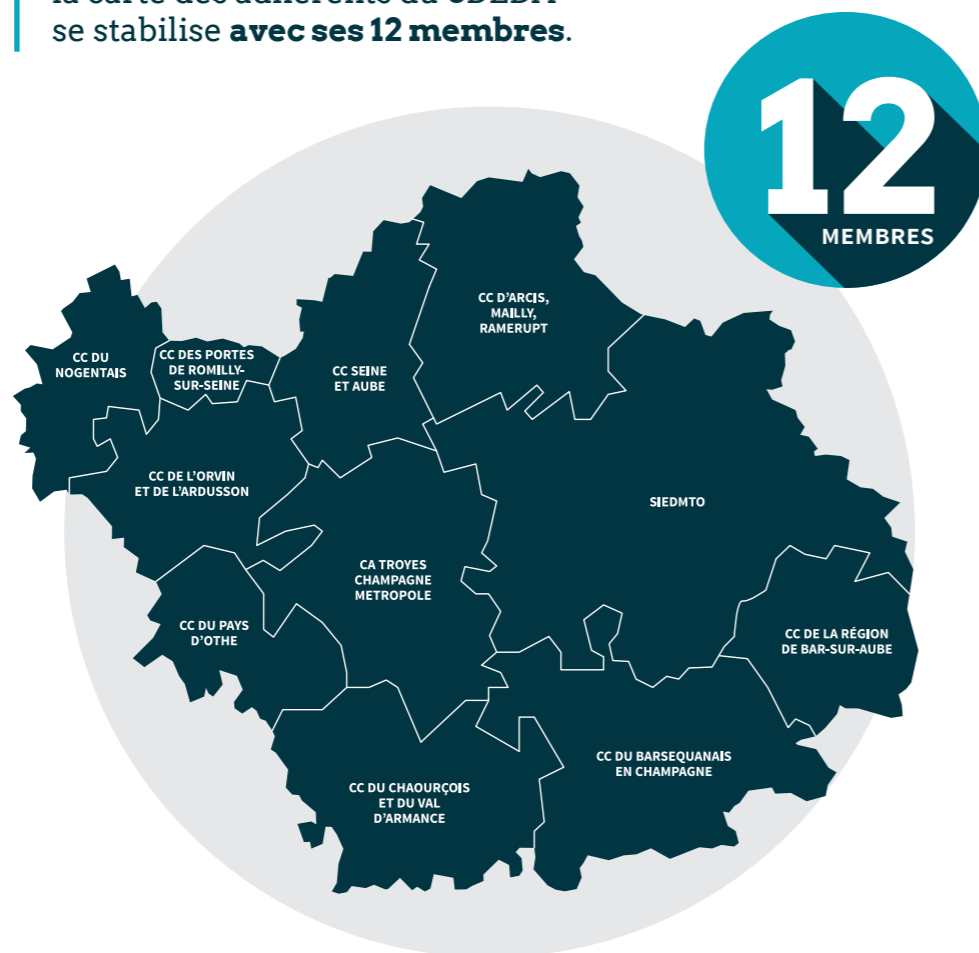 se stabilise avec ses 12 membres.
12
MEMBRES
CC D'ARCIS,
MAILLY,
RAMERUPT
CC DU
NOGENTAIS
CC DES PORTES
DE ROMILLY-
SUR-SEINE
CC SEINE
ET AUBE
CC DE L'ORVIN
ET DE L'ARDUSSON
SIEDMTO
CA TROYES
CHAMPAGNE
METROPOLE
CC DU PAYS
D'OTHE
CC DE LA RÉGION
DE BAR-SUR-AUBE
CC DU BARSEQUANAIS
EN CHAMPAGNE
CC DU CHAOURÇOIS
ET DU VAL
D'ARMANCE